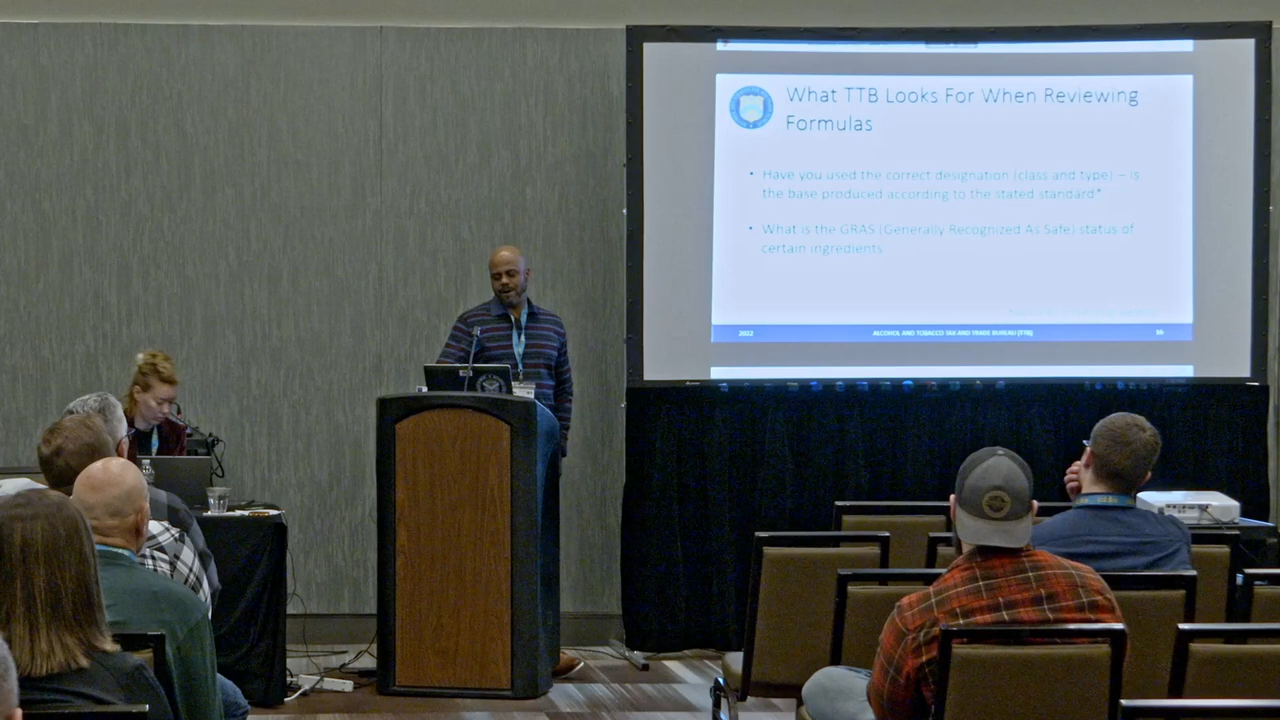 What TTB Looks For When Reviewing
Formulas
• Have you used the correct designation (class and type) – is
the base produced according to the stated standard*
• What is the GRAS (Generally Recognized As Safe) status of
certain ingredients
2022
ALCOHOL AND TOBACCO TAX AND TRADE BUREAU (TTB)